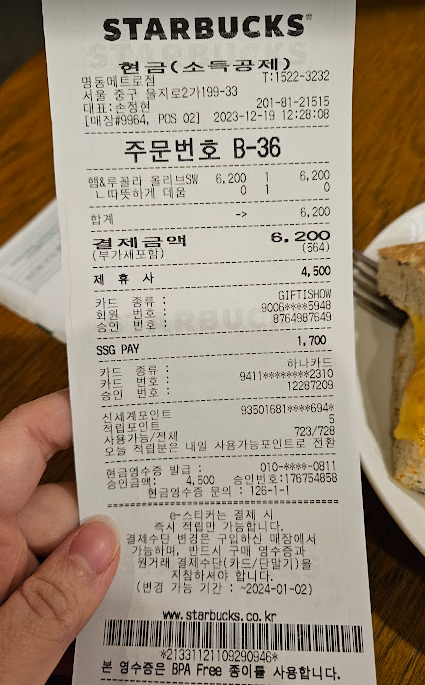 STARBUCKS
현금(소득공제)
명동메트로점 T:1522-3232
서울 중구 을지로2가199-33
대표:손정현 201-81-21515
[매장#9964, POS 02] 2023-12-19 12:28:08
주문번호 B-36
햄&루꼴라 올리브SW 6,200 1 6,200
ㄴ따뜻하게 데움 0 1 0
합계 -> 6,200
결제금액 6,200
(부가세포함) (564)
제 휴 사 4,500
카드 종류 : GIFTISHOW
회원 번호 : 9006****5948
승인 번호 : 8764987649
SSG PAY 1,700
카드 종류 : 하나카드
카드 번호 : 9411********2310
승인 번호 : 12287209
신세계포인트 93501681****694*
적립포인트 5
사용가능/전체 723/728
오늘 적립분은 내일 사용가능포인트로 전환
현금영수증 발급 : 010-****-0811
승인금액: 4,500 승인번호:176754858
현금영수증 문의 : 126-1-1
e-스티커는 결제 시
즉시 적립만 가능합니다.
결제수단 변경은 구입하신 매장에서
가능하며, 반드시 구매 영수증과
원거래 결제수단(카드/단말기)을
지참하셔야 합니다.
(변경 가능 기간 : ~2024-01-02)
www.starbucks.co.kr
*21331121109290946*
본 영수증은 BPA Free 종이를 사용합니다.